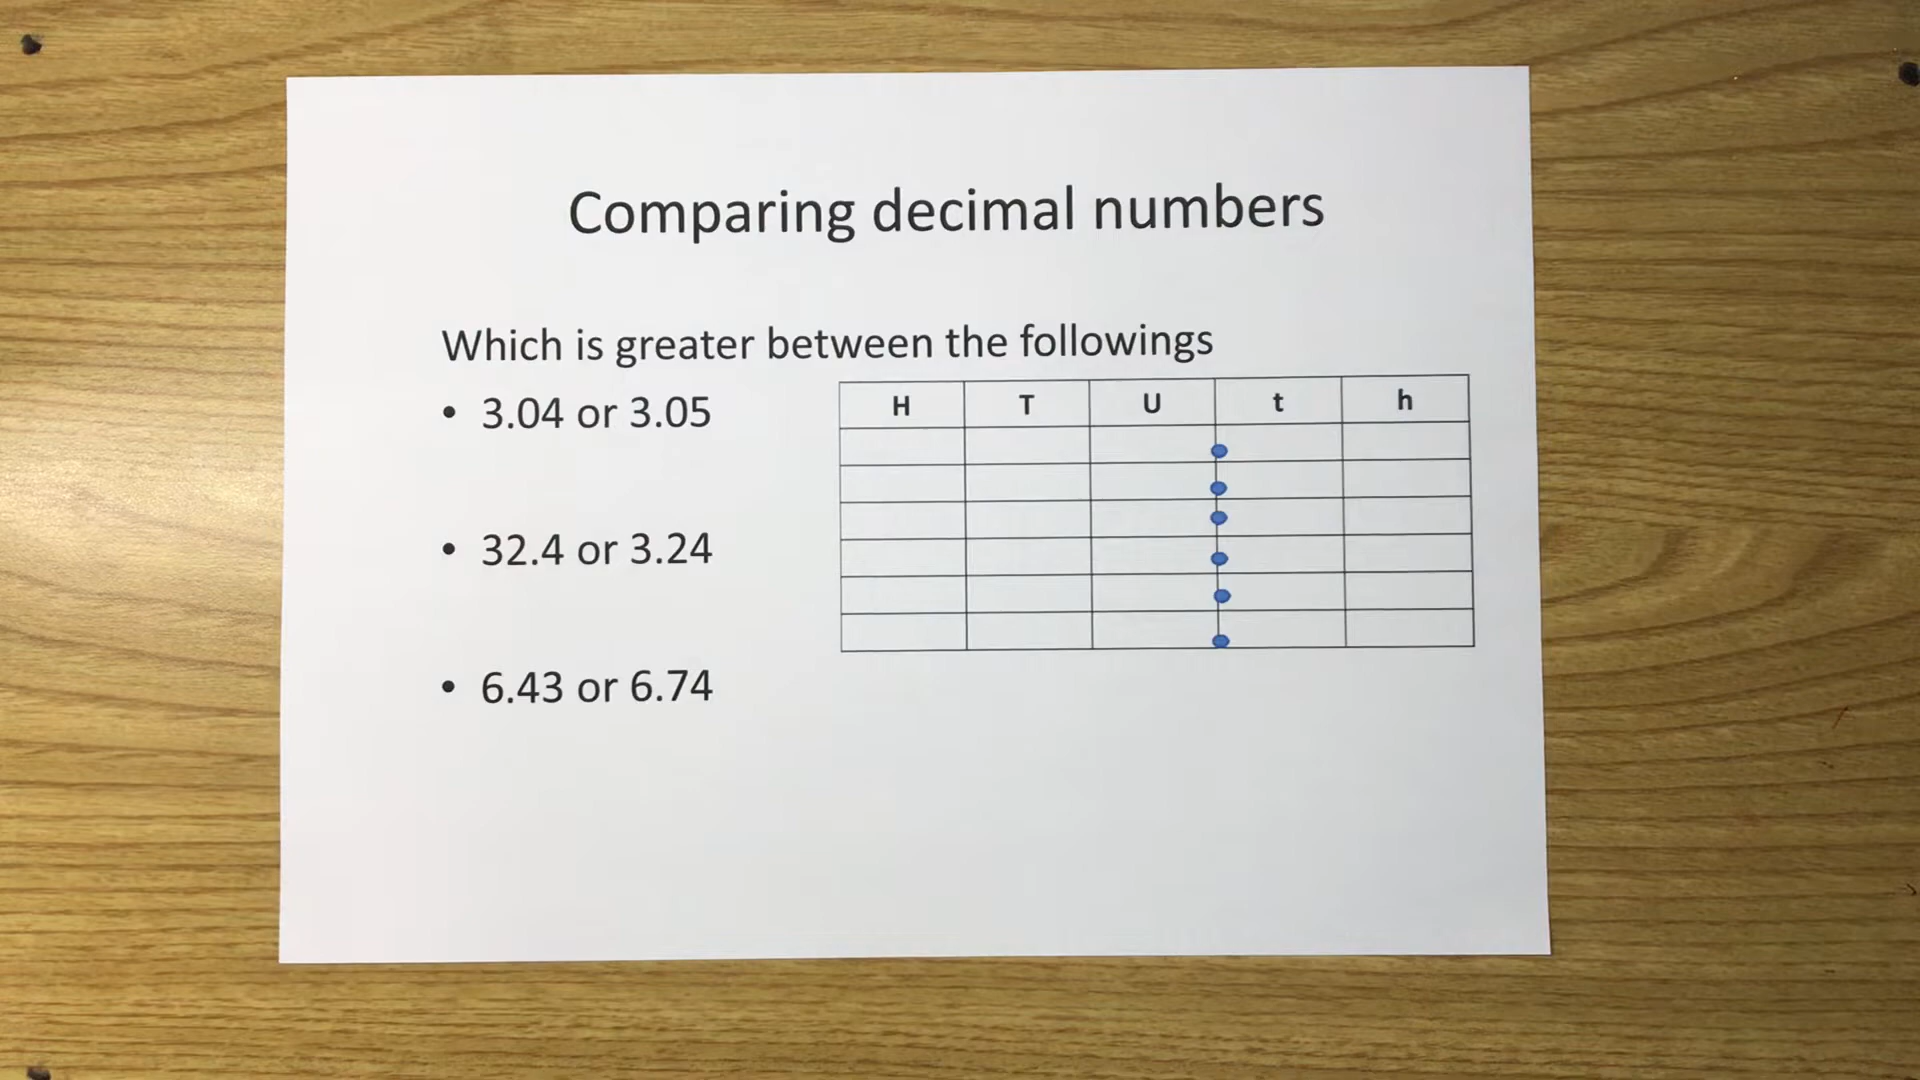 Comparing decimal numbers
Which is greater between the followings
• 3.04 or 3.05
H T U t h
• 32.4 or 3.24
• 6.43 or 6.74